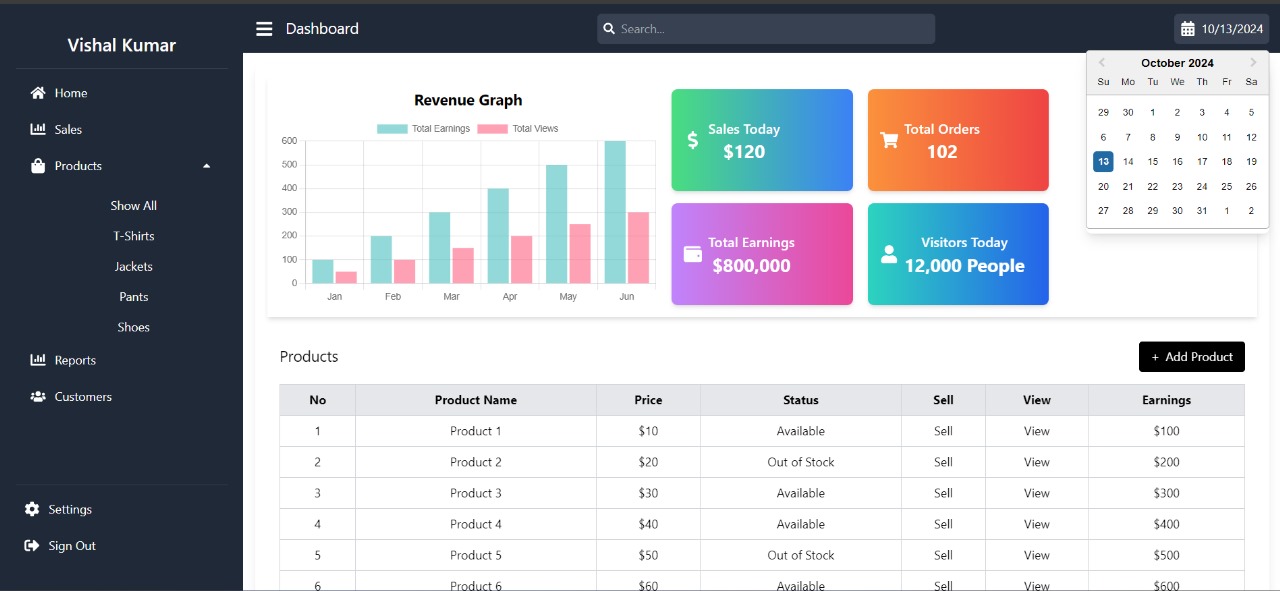 Vishal Kumar
Home
Sales
Products
Show All
T-Shirts
Jackets
Pants
Shoes
Reports
Customers
Settings
Sign Out
Dashboard
Search...
10/13/2024
October 2024
Su Mo Tu We Th Fr Sa
29 30 1 2 3 4 5
6 7 8 9 10 11 12
13 14 15 16 17 18 19
20 21 22 23 24 25 26
27 28 29 30 31 1 2
Revenue Graph
Total Earnings Total Views
600
500
400
300
200
100
0
Jan Feb Mar Apr May Jun
$ Sales Today
$120
Total Orders
102
Total Earnings
$800,000
Visitors Today
12,000 People
Products
+ Add Product
No Product Name Price Status Sell View Earnings
1 Product 1 $10 Available Sell View $100
2 Product 2 $20 Out of Stock Sell View $200
3 Product 3 $30 Available Sell View $300
4 Product 4 $40 Available Sell View $400
5 Product 5 $50 Out of Stock Sell View $500
6 Product 6 $60 Available Sell View $600